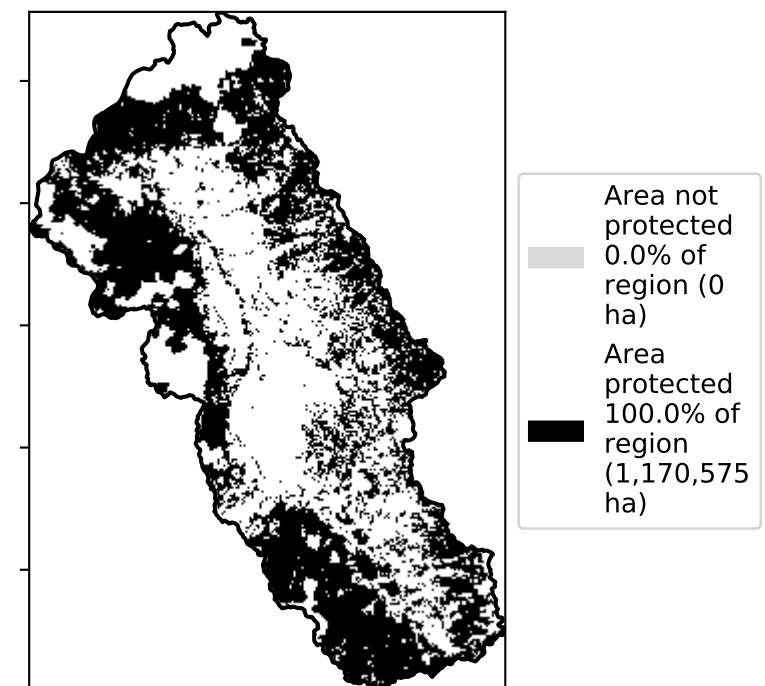 Area not
protected
0.0% of
region (0
ha)
Area
protected
100.0% of
region
(1,170,575
ha)